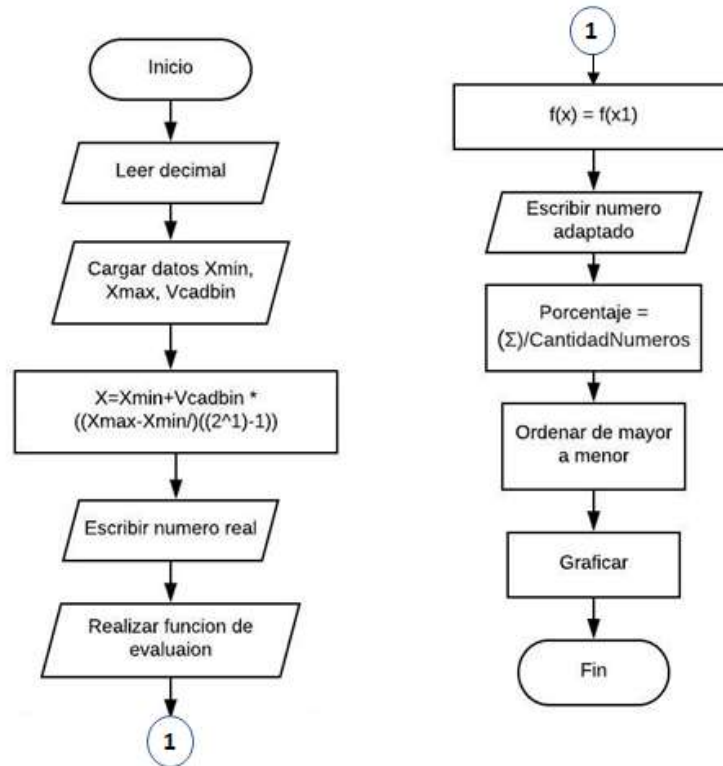 Inicio
Leer decimal
Cargar datos Xmin,
Xmax, Vcadbin
X=Xmin+Vcadbin *
((Xmax-Xmin/)((2^1)-1))
Escribir numero real
Realizar funcion de
evaluaion
1
1
f(x) = f(x1)
Escribir numero
adaptado
Porcentaje =
(Σ)/CantidadNumeros
Ordenar de mayor
a menor
Graficar
Fin